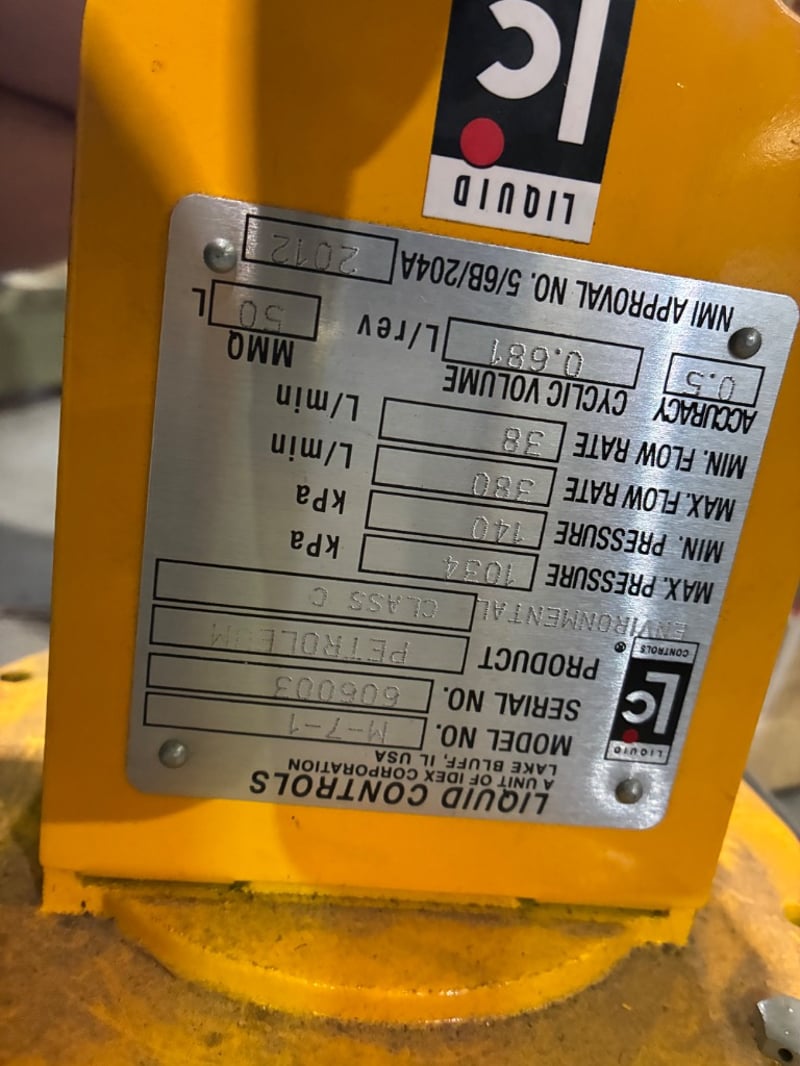 LIQUID CONTROLS
A UNIT OF IDEX CORPORATION
LAKE BLUFF, IL USA
LIQUID
Lc
CONTROLS
®
MODEL NO. M-7-1
SERIAL NO. 606003
PRODUCT PETROLEUM
ENVIRONMENTAL CLASS C
MAX. PRESSURE 1034 kPa
MIN. PRESSURE 140 kPa
MAX. FLOW RATE 380 L/min
MIN. FLOW RATE 38 L/min
ACCURACY CYCLIC VOLUME MMQ
0.5 0.681 L/rev 50 L
NMI APPROVAL NO. 5/6B/204A 2012
LIQUID
Lc